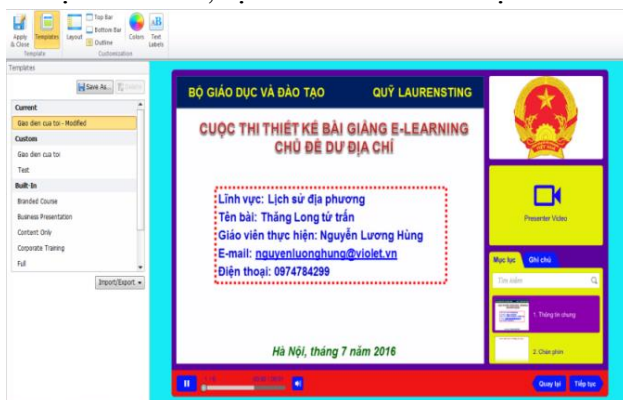 Apply & Close
Templates
Layout
Top Bar
Bottom Bar
Outline
Colors
Text Labels
Template
Customization
Templates
Save As...
Delete
Current
Giao dien cua toi - Modified
Custom
Giao dien cua toi
Test
Built-In
Branded Course
Business Presentation
Content Only
Corporate Training
Full
Import/Export
BỘ GIÁO DỤC VÀ ĐÀO TẠO QUỸ LAURENSTING
CUỘC THI THIẾT KẾ BÀI GIẢNG E-LEARNING
CHỦ ĐỀ DƯ ĐỊA CHÍ
Lĩnh vực: Lịch sử địa phương
Tên bài: Thăng Long tứ trấn
Giáo viên thực hiện: Nguyễn Lương Hùng
E-mail: nguyenluonghung@violet.vn
Điện thoại: 0974784299
Hà Nội, tháng 7 năm 2016
Presenter Video
Mục lục Ghi chú
Tìm kiếm
1. Thông tin chung
2. Chân phim
Quay lại Tiếp tục